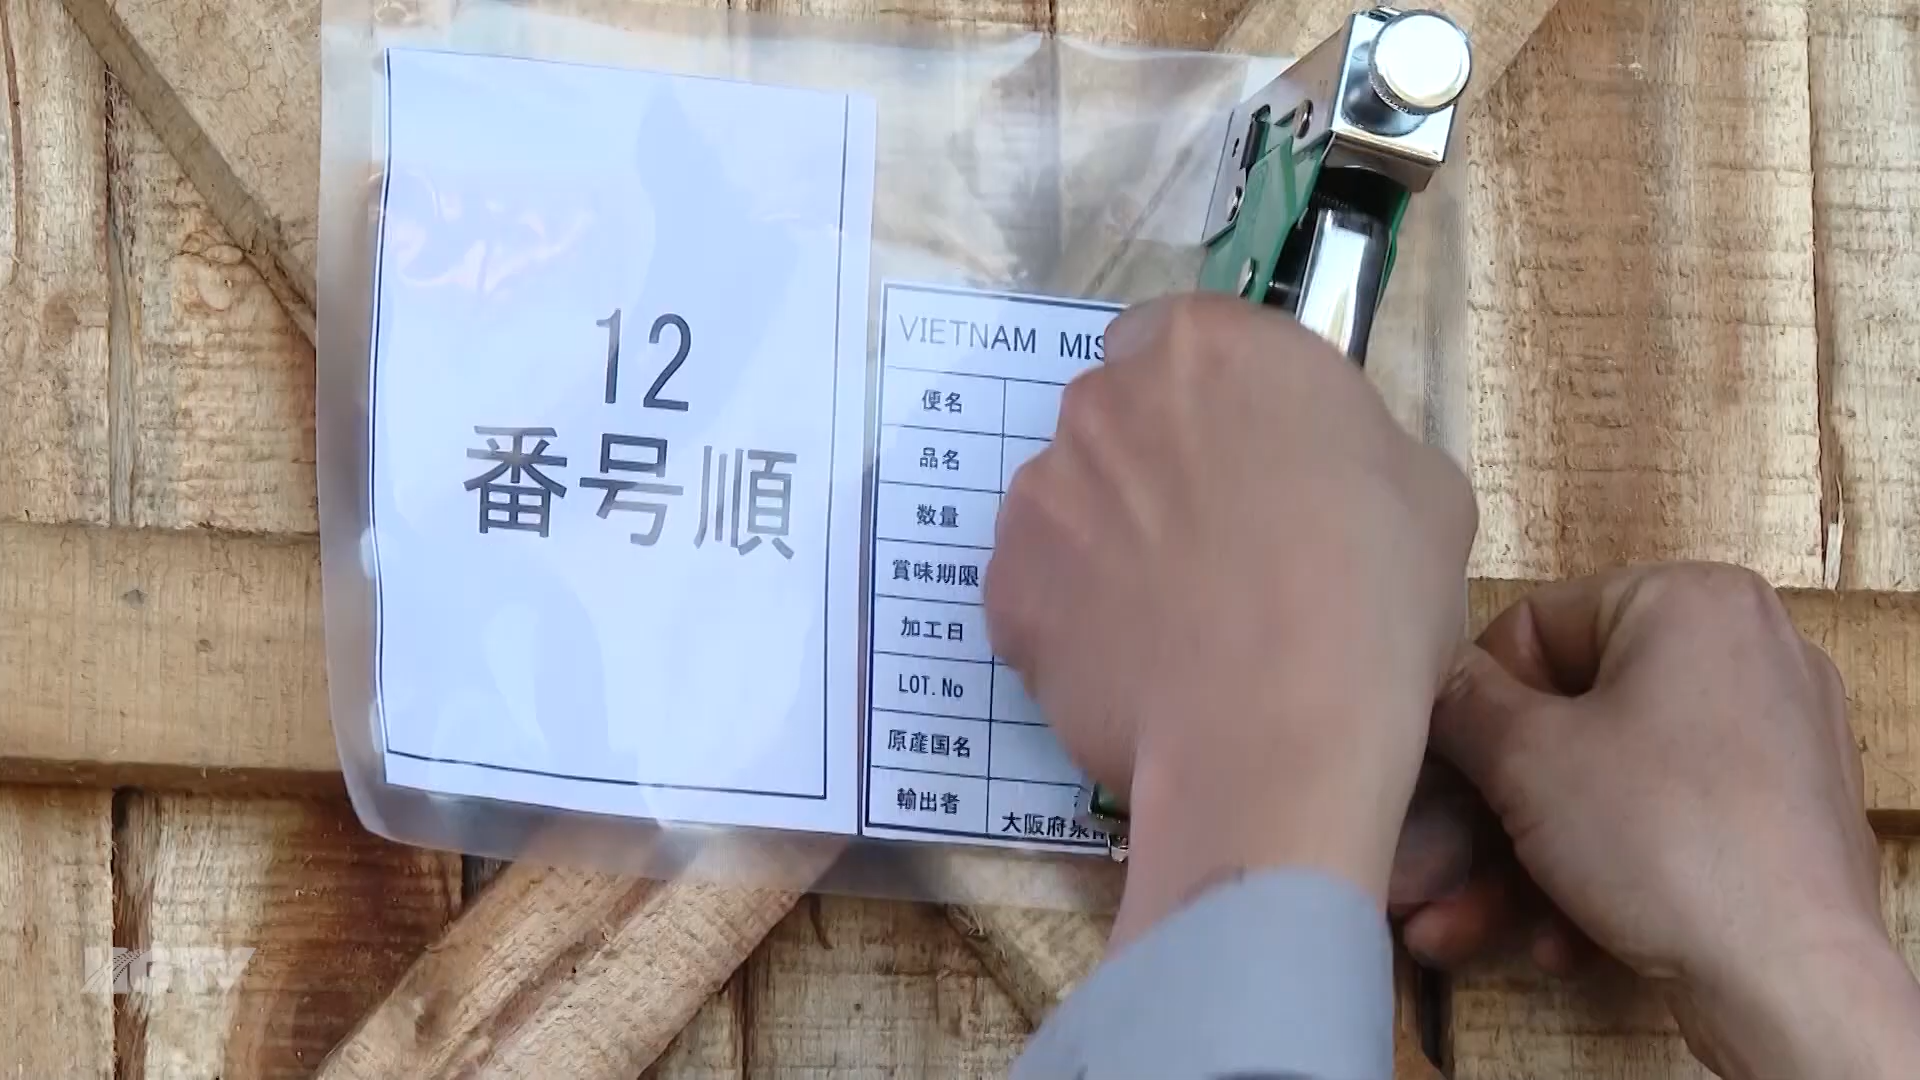 12
番号順
VIETNAM MIS
便名
品名
数量
賞味期限
加工日
LOT.No
原産国名
輸出者
大阪府泉南